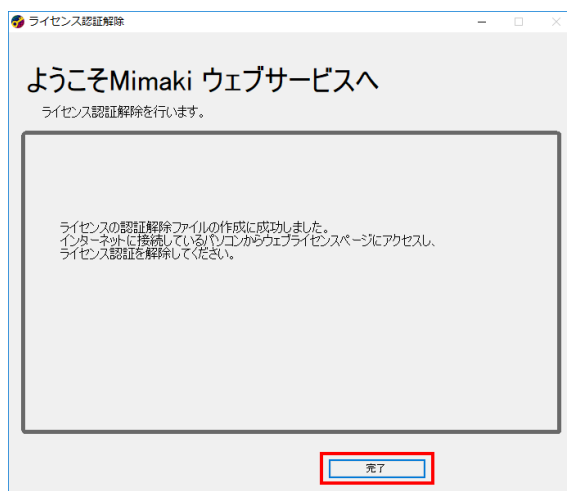 ライセンス認証解除
ようこそMimaki ウェブサービスへ
ライセンス認証解除を行います。
ライセンスの認証解除ファイルの作成に成功しました。
インターネットに接続しているパソコンからウェブライセンスページにアクセスし、
ライセンス認証を解除してください。
完了